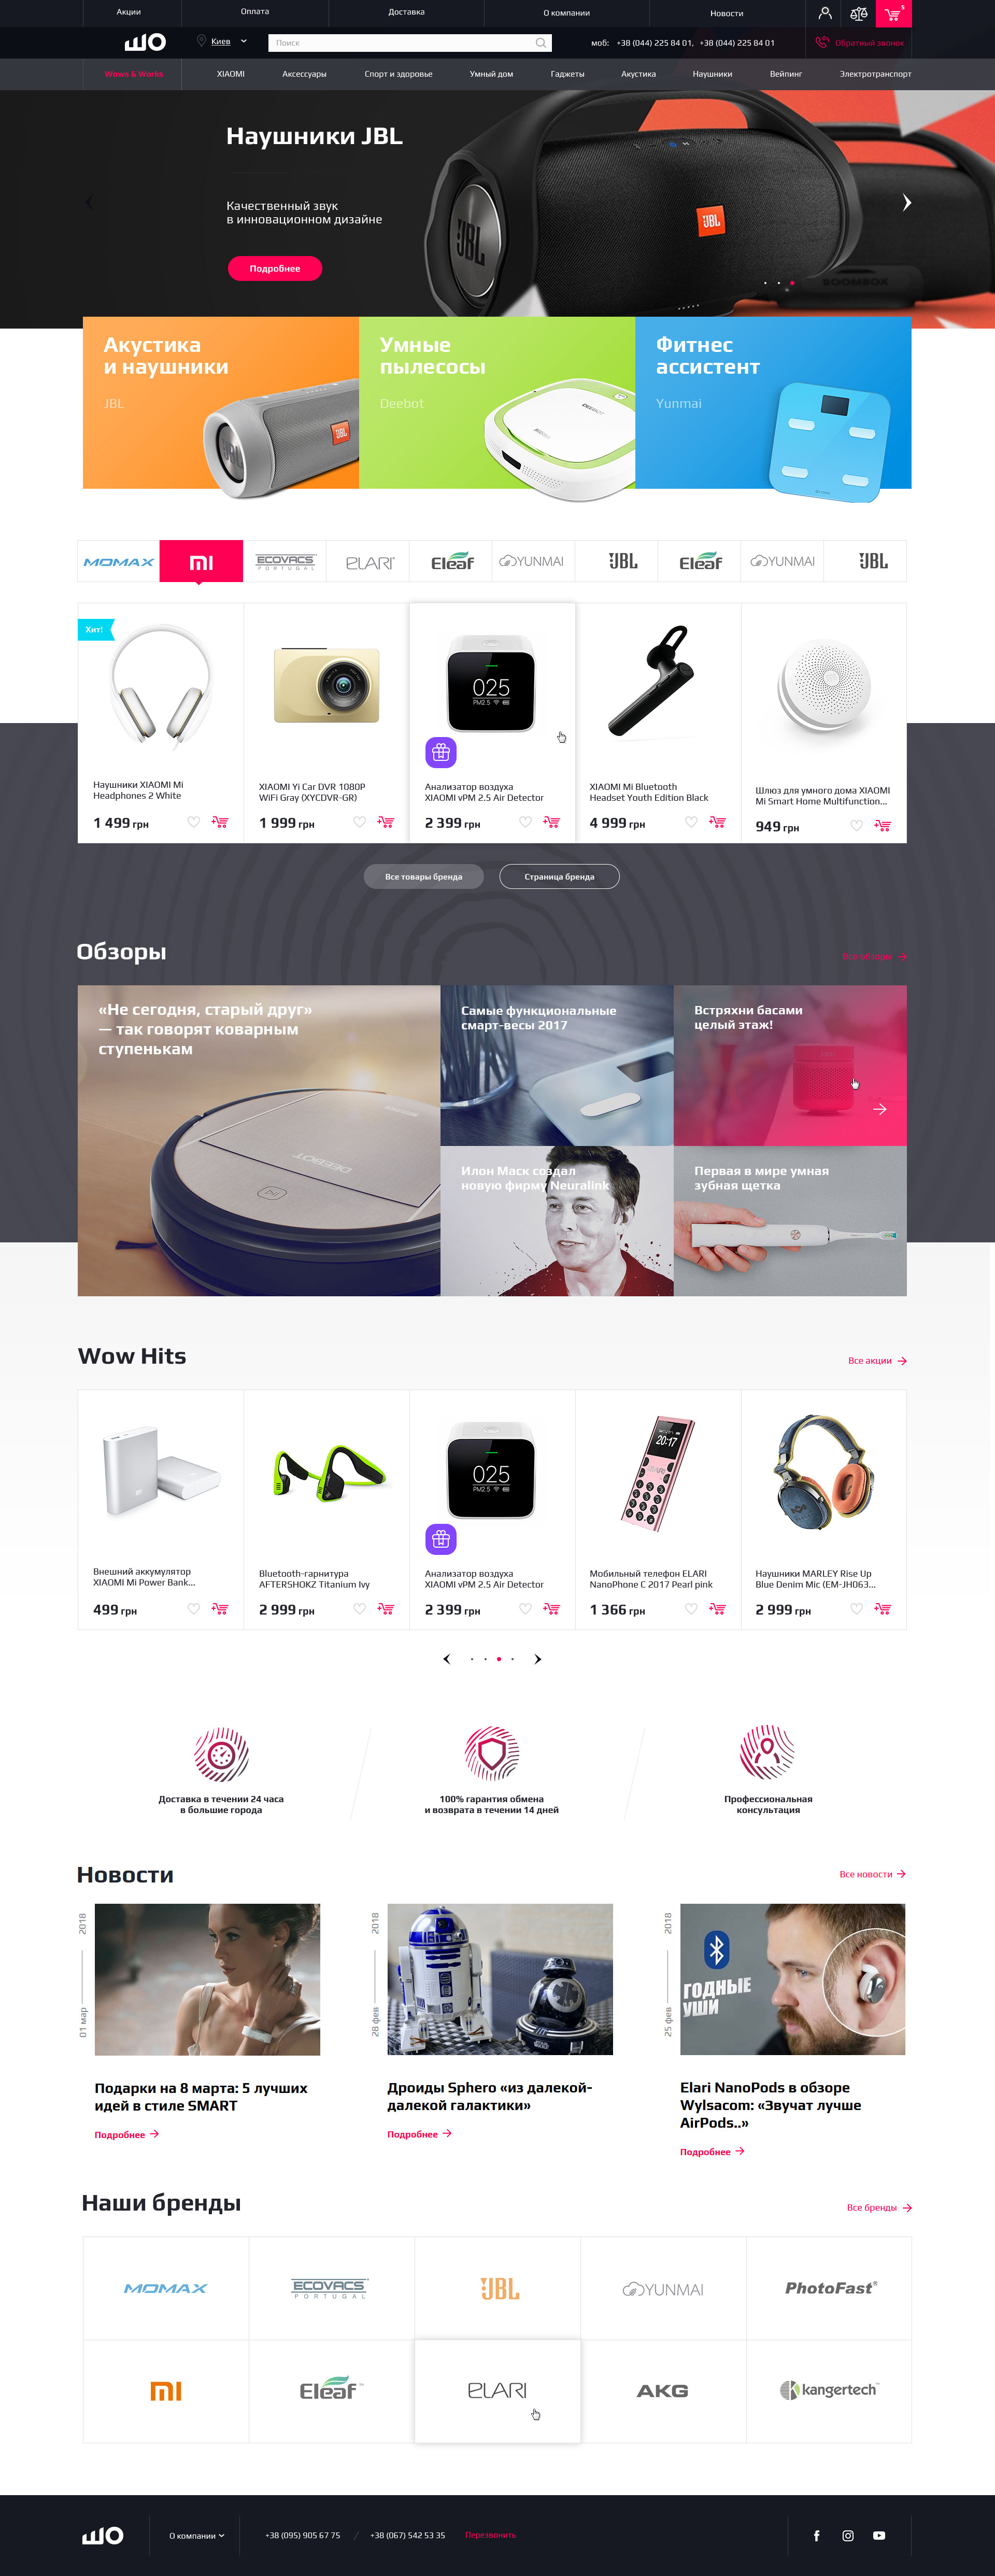 Акции
Оплата
Доставка
О компании
Новости
5
шО
Киев
Поиск
моб: +38 (044) 225 84 01, +38 (044) 225 84 01
Обратный звонок
Wows & Works
XIAOMI
Аксессуары
Спорт и здоровье
Умный дом
Гаджеты
Акустика
Наушники
Вейпинг
Электротранспорт
Наушники JBL
Качественный звук
в инновационном дизайне
Подробнее
JBL
JBL
BOOMBOX
Акустика
и наушники
JBL
JBL
JBL
Умные
пылесосы
Deebot
DEEBOT
Фитнес
ассистент
Yunmai
MOMAX
MI
ECOVACS
PORTUGAL
ELARI
Eleaf
YUNMAI
JBL
Eleaf
YUNMAI
JBL
Хит!
025
PM2.5
Наушники XIAOMI Mi
Headphones 2 White
1 499 грн
XIAOMI Yi Car DVR 1080P
WiFi Gray (XYCDVR-GR)
1 999 грн
Анализатор воздуха
XIAOMI vPM 2.5 Air Detector
2 399 грн
XIAOMI Mi Bluetooth
Headset Youth Edition Black
4 999 грн
Шлюз для умного дома XIAOMI
Mi Smart Home Multifunction...
949 грн
Все товары бренда
Страница бренда
Обзоры
Все обзоры
«Не сегодня, старый друг»
— так говорят коварным
ступенькам
DEEBOT
Самые функциональные
смарт-весы 2017
Встряхни басами
целый этаж!
Илон Маск создал
новую фирму Neuralink
Первая в мире умная
зубная щетка
Wow Hits
Все акции
025
PM2.5
20:17
Внешний аккумулятор
XIAOMI Mi Power Bank...
499 грн
Bluetooth-гарнитура
AFTERSHOKZ Titanium Ivy
2 999 грн
Анализатор воздуха
XIAOMI vPM 2.5 Air Detector
2 399 грн
Мобильный телефон ELARI
NanoPhone C 2017 Pearl pink
1 366 грн
Наушники MARLEY Rise Up
Blue Denim Mic (EM-JH063...
2 999 грн
Доставка в течении 24 часа
в большие города
100% гарантия обмена
и возврата в течении 14 дней
Профессиональная
консультация
Новости
Все новости
01 мар
2018
Подарки на 8 марта: 5 лучших
идей в стиле SMART
Подробнее
28 фев
2018
Дроиды Sphero «из далекой-
далекой галактики»
Подробнее
25 фев
2018
ГОДНЫЕ
УШИ
Elari NanoPods в обзоре
Wylsacom: «Звучат лучше
AirPods..»
Подробнее
Наши бренды
Все бренды
MOMAX
ECOVACS
PORTUGAL
JBL
YUNMAI
PhotoFast®
MI
Eleaf™
ELARI
AKG
kangertech™
шО
О компании
+38 (095) 905 67 75 / +38 (067) 542 53 35
Перезвонить